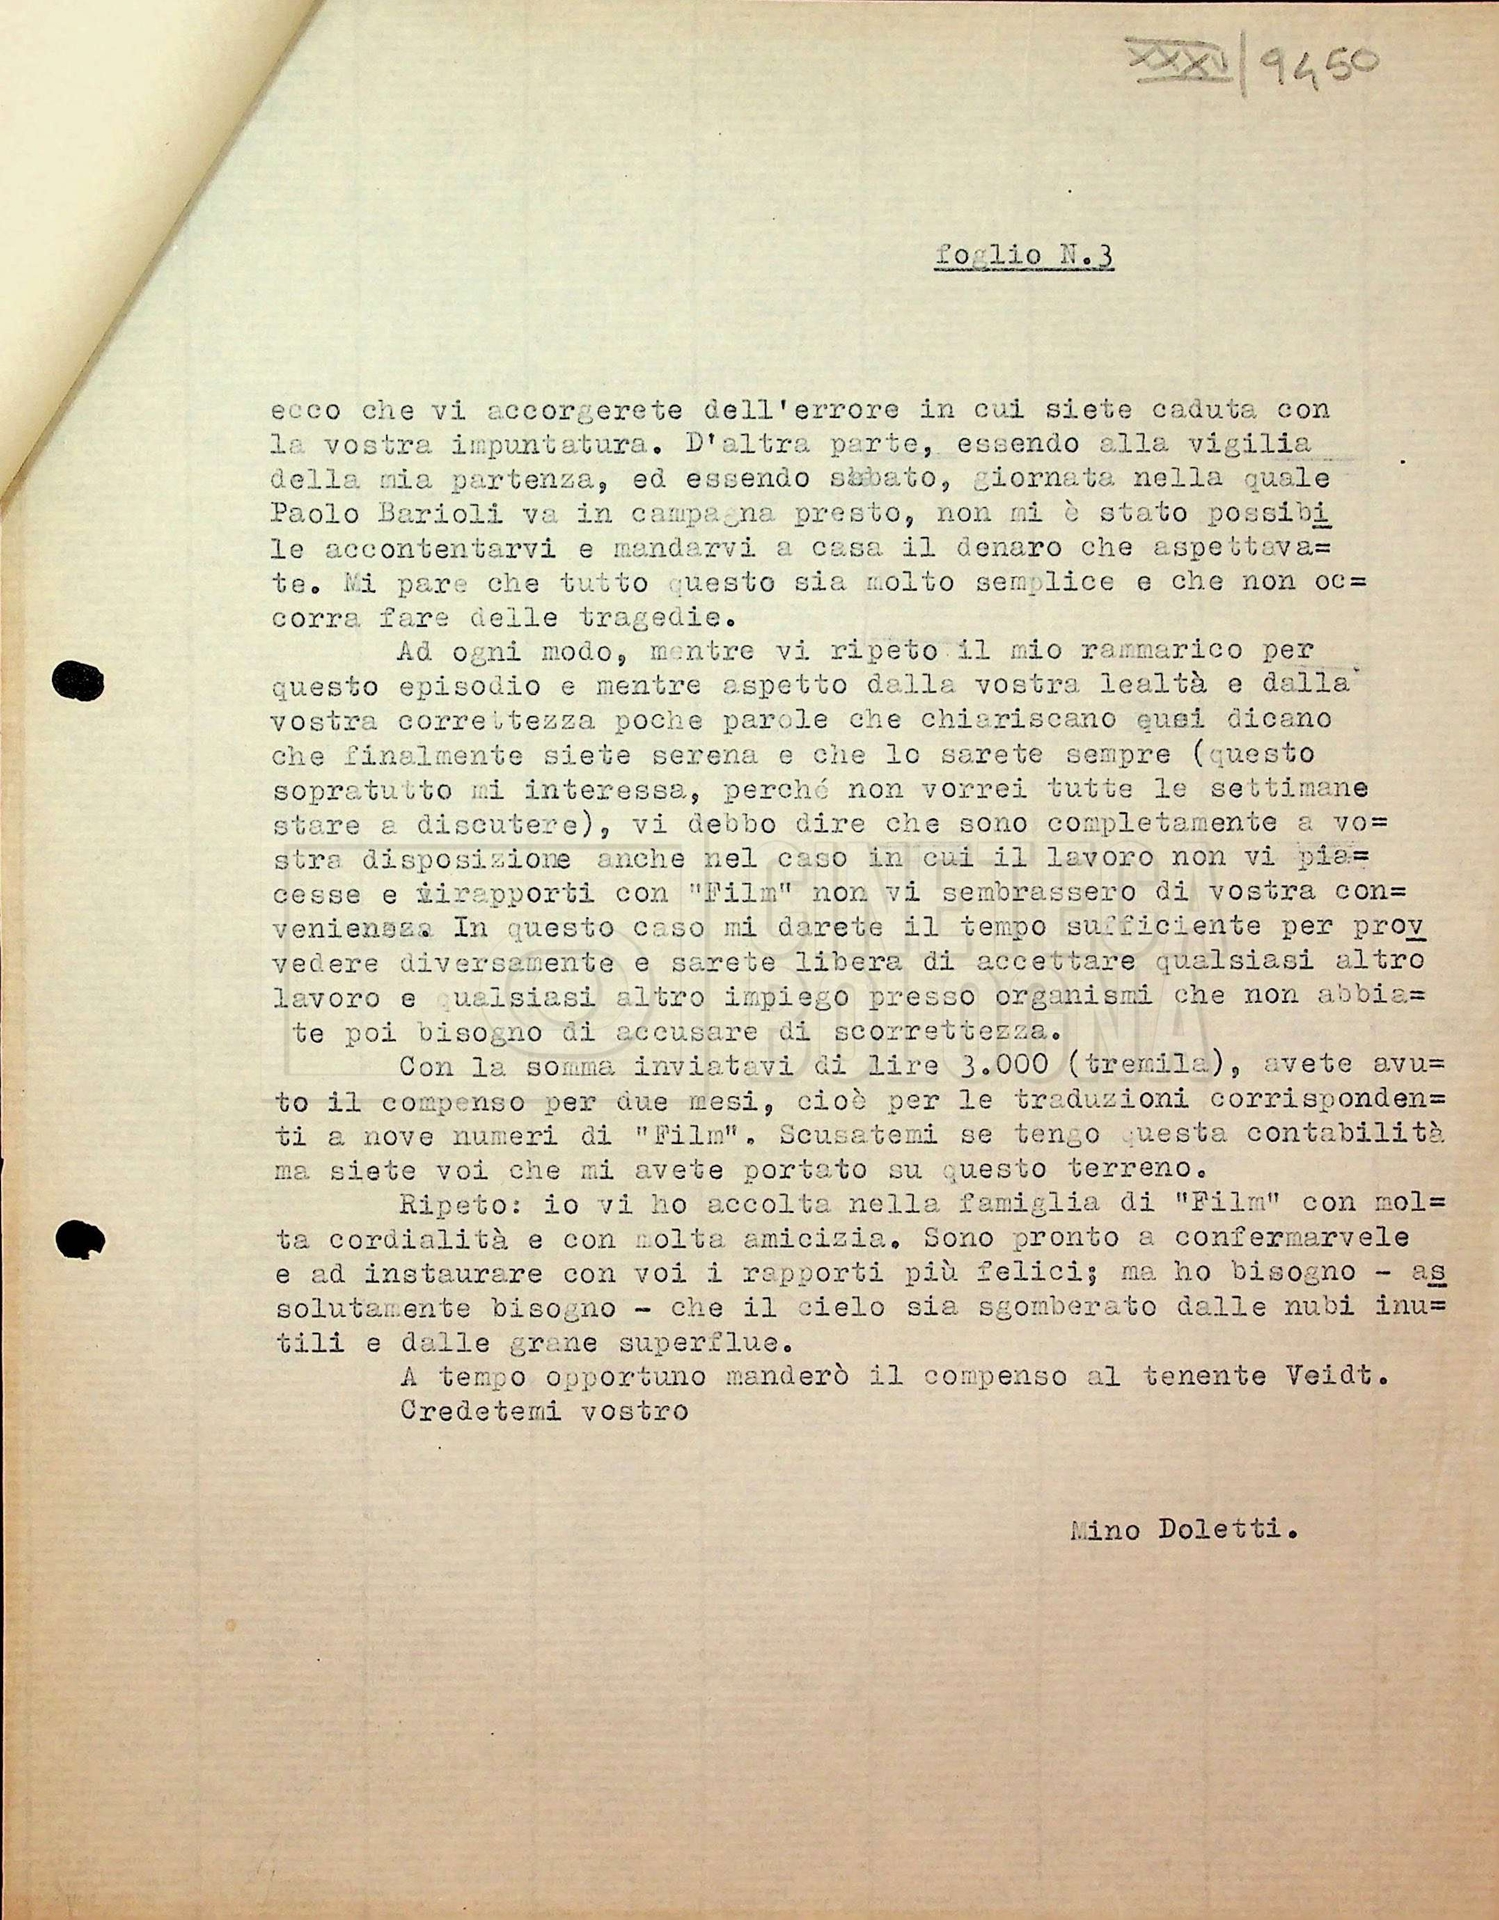 XXXV/9450
foglio N.3
ecco che vi accorgerete dell'errore in cui siete caduta con
la vostra impuntatura. D'altra parte, essendo alla vigilia
della mia partenza, ed essendo sabato, giornata nella quale
Paolo Barioli va in campagna presto, non mi è stato possibi
le accontentarvi e mandarvi a casa il denaro che aspettava=
te. Mi pare che tutto questo sia molto semplice e che non oc=
corra fare delle tragedie.
Ad ogni modo, mentre vi ripeto il mio rammarico per
questo episodio e mentre aspetto dalla vostra lealtà e dalla
vostra correttezza poche parole che chiariscano quei dicano
che finalmente siete serena e che lo sarete sempre (questo
sopratutto mi interessa, perché non vorrei tutte le settimane
stare a discutere), vi debbo dire che sono completamente a vo=
stra disposizione anche nel caso in cui il lavoro non vi pia=
cesse e i rapporti con "Film" non vi sembrassero di vostra con=
venienza. In questo caso mi darete il tempo sufficiente per prov
vedere diversamente e sarete libera di accettare qualsiasi altro
lavoro e qualsiasi altro impiego presso organismi che non abbia=
te poi bisogno di accusare di scorrettezza.
Con la somma inviatavi di lire 3.000 (tremila), avete avu=
to il compenso per due mesi, cioè per le traduzioni corrisponden=
ti a nove numeri di "Film". Scusatemi se tengo questa contabilità
ma siete voi che mi avete portato su questo terreno.
Ripeto: io vi ho accolta nella famiglia di "Film" con mol=
ta cordialità e con molta amicizia. Sono pronto a confermarvele
e ad instaurare con voi i rapporti più felici; ma ho bisogno - as
solutamente bisogno - che il cielo sia sgomberato dalle nubi inu=
tili e dalle grane superflue.
A tempo opportuno manderò il compenso al tenente Veidt.
Credetemi vostro
Mino Doletti.